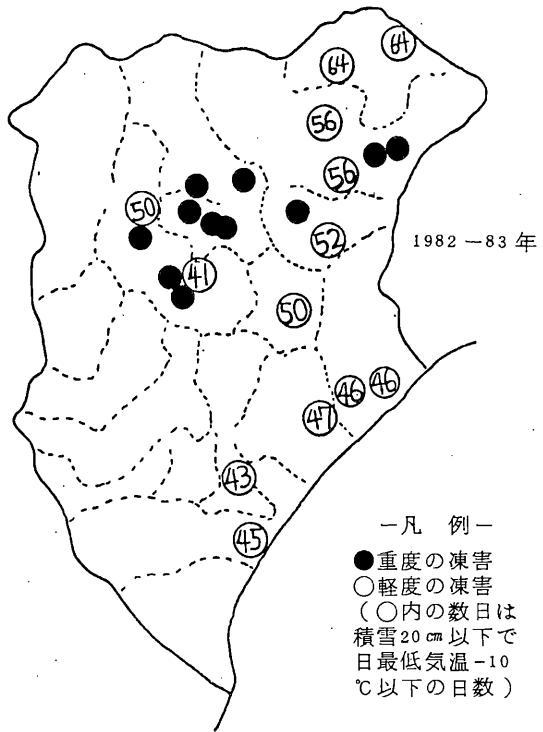 64
64
56
56
50
52
1982－83年
41
50
46
46
47
43
45
－凡 例－
●重度の凍害
○軽度の凍害
(○内の数日は
積雪20㎝以下で
日最低気温－10
℃以下の日数)